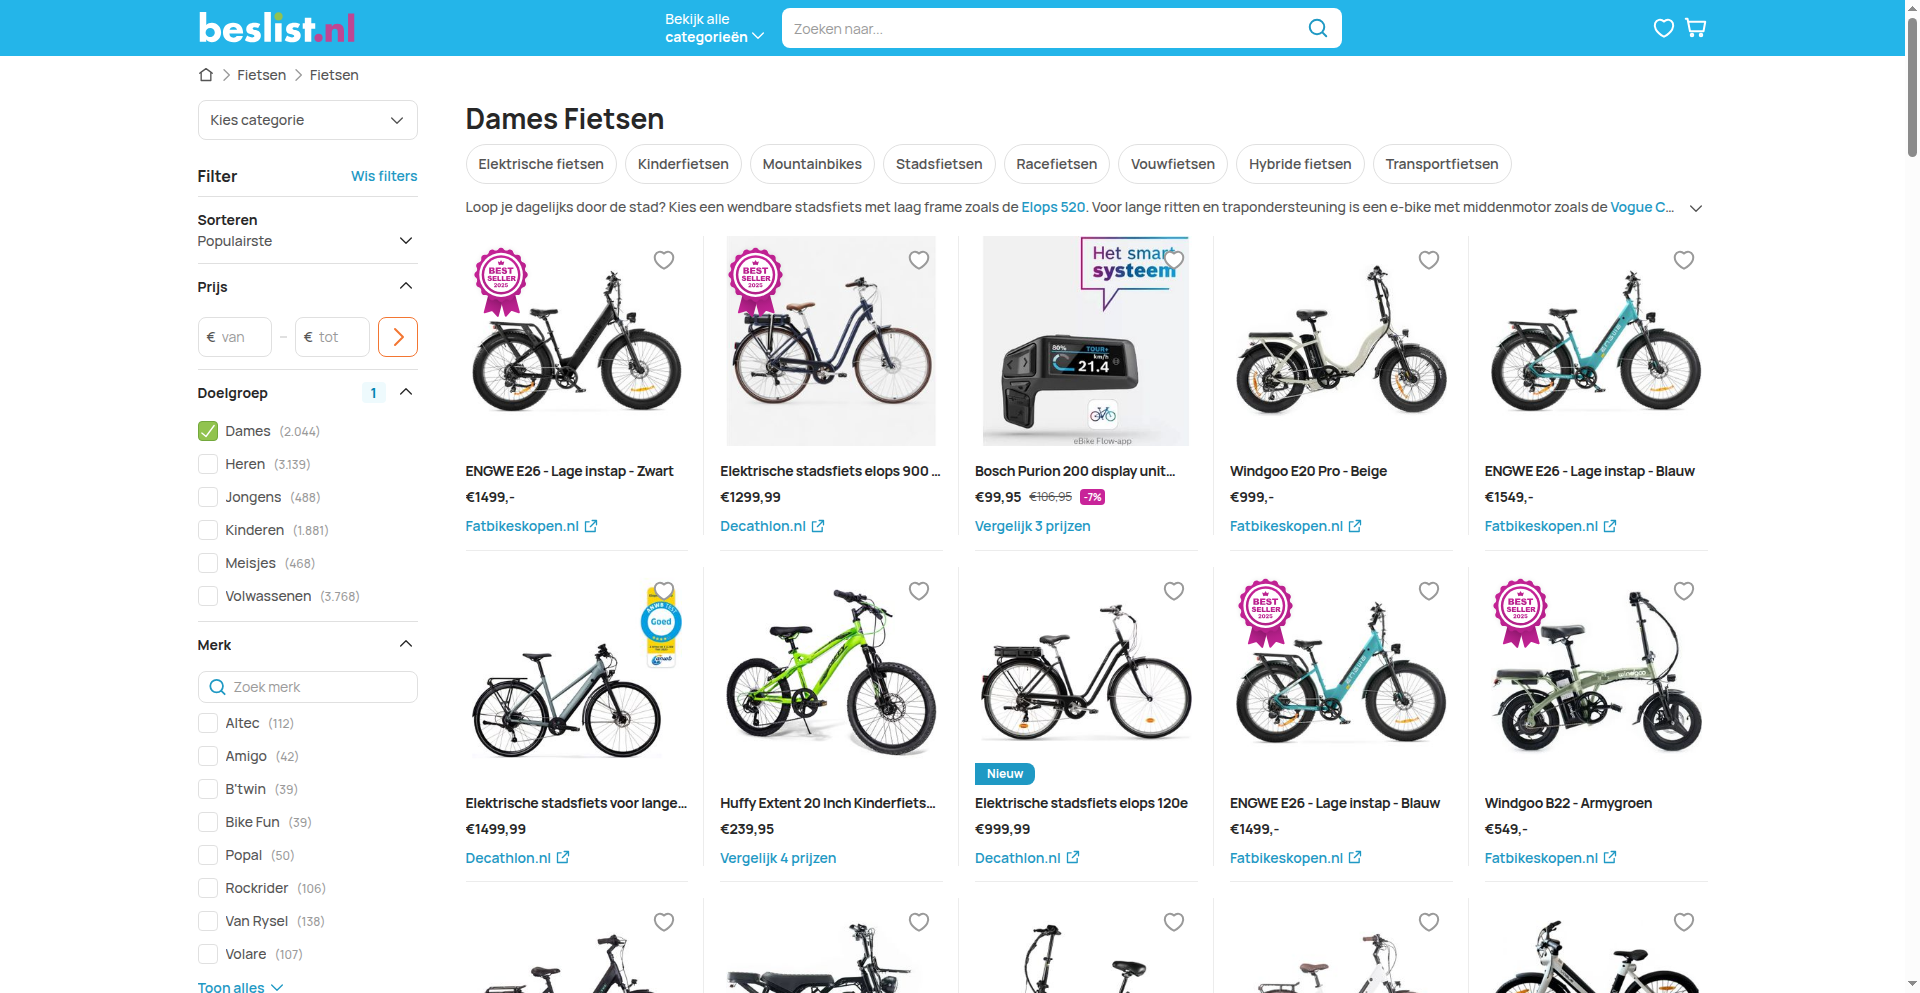 beslist.nl
Bekijk alle
categorieën
Zoeken naar...
Fietsen
Fietsen
Kies categorie
Filter
Wis filters
Sorteren
Populairste
Prijs
€ van
–
€ tot
Doelgroep
1
Dames (2.044)
Heren (3.139)
Jongens (488)
Kinderen (1.881)
Meisjes (468)
Volwassenen (3.768)
Merk
Zoek merk
Altec (112)
Amigo (42)
B'twin (39)
Bike Fun (39)
Popal (50)
Rockrider (106)
Van Rysel (138)
Volare (107)
Toon alles
Dames Fietsen
Elektrische fietsen
Kinderfietsen
Mountainbikes
Stadsfietsen
Racefietsen
Vouwfietsen
Hybride fietsen
Transportfietsen
Loop je dagelijks door de stad? Kies een wendbare stadsfiets met laag frame zoals de Elops 520. Voor lange ritten en trapondersteuning is een e-bike met middenmotor zoals de Vogue C...
BEST
SELLER
2025
ENGWE E26 - Lage instap - Zwart
€1499,-
Fatbikeskopen.nl
BEST
SELLER
2025
Elektrische stadsfiets elops 900 ...
€1299,99
Decathlon.nl
Het smart
systeem
80%
TOUR+
km/h
21.4
eBike Flow-app
Bosch Purion 200 display unit...
€99,95 €106,95 -7%
Vergelijk 3 prijzen
Windgoo E20 Pro - Beige
€999,-
Fatbikeskopen.nl
ENGWE E26 - Lage instap - Blauw
€1549,-
Fatbikeskopen.nl
Goed
anwb
Elektrische stadsfiets voor lange...
€1499,99
Decathlon.nl
Huffy Extent 20 Inch Kinderfiets...
€239,95
Vergelijk 4 prijzen
Nieuw
Elektrische stadsfiets elops 120e
€999,99
Decathlon.nl
BEST
SELLER
2025
ENGWE E26 - Lage instap - Blauw
€1499,-
Fatbikeskopen.nl
BEST
SELLER
2025
windgoo
Windgoo B22 - Armygroen
€549,-
Fatbikeskopen.nl